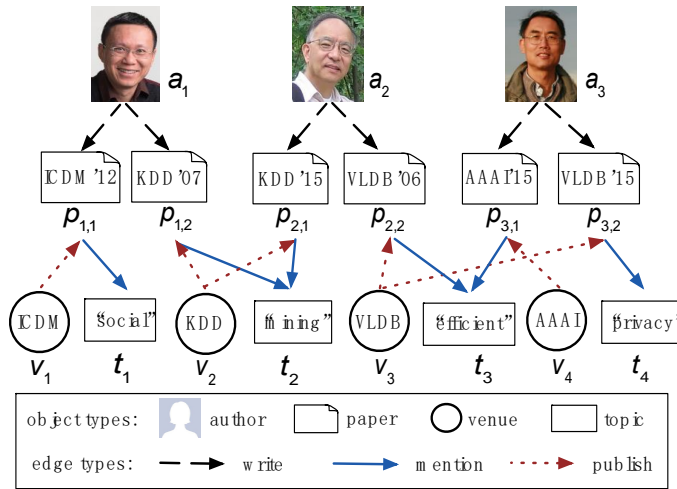 a1 a2 a3
ICDM '12 KDD '07 KDD '15 VLDB '06 AAAI'15 VLDB '15
p1,1 p1,2 p2,1 p2,2 p3,1 p3,2
ICDM "social" KDD "mining" VLDB "efficient" AAAI "privacy"
v1 t1 v2 t2 v3 t3 v4 t4
object types: author paper venue topic
edge types: write mention publish